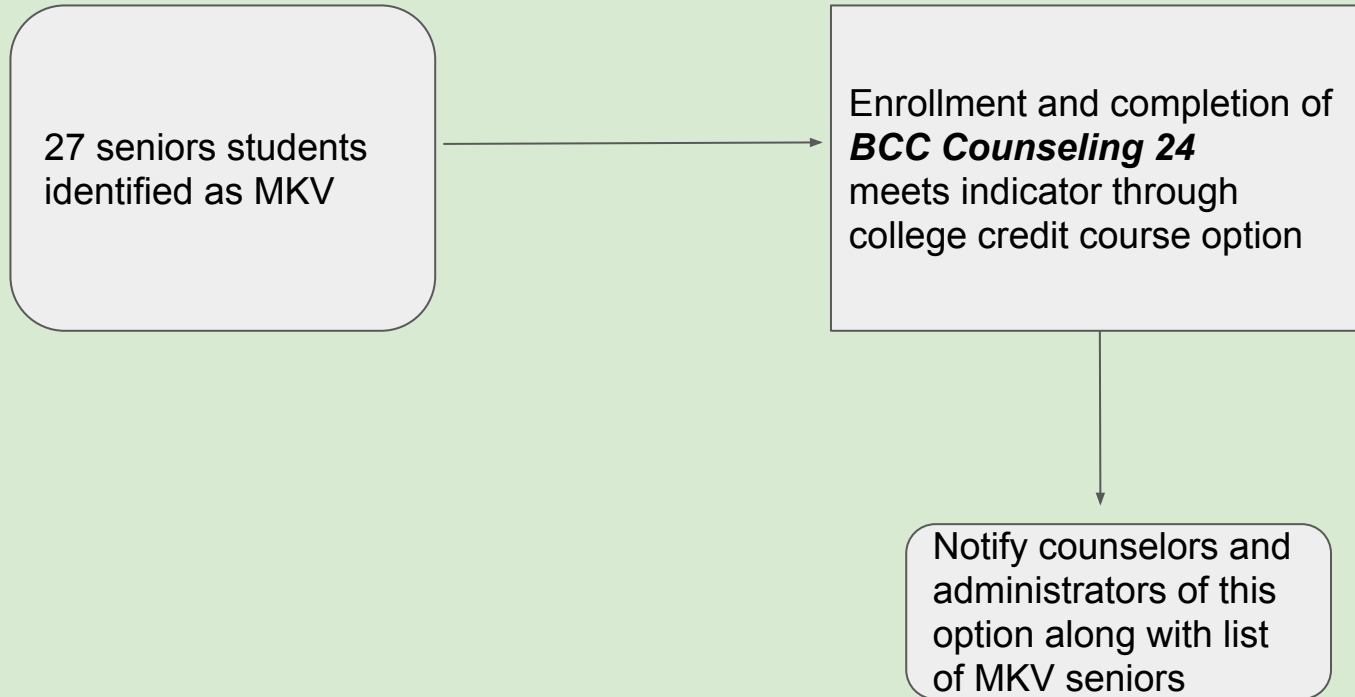 27 seniors students
identified as MKV
Enrollment and completion of
BCC Counseling 24
meets indicator through
college credit course option
Notify counselors and
administrators of this
option along with list
of MKV seniors